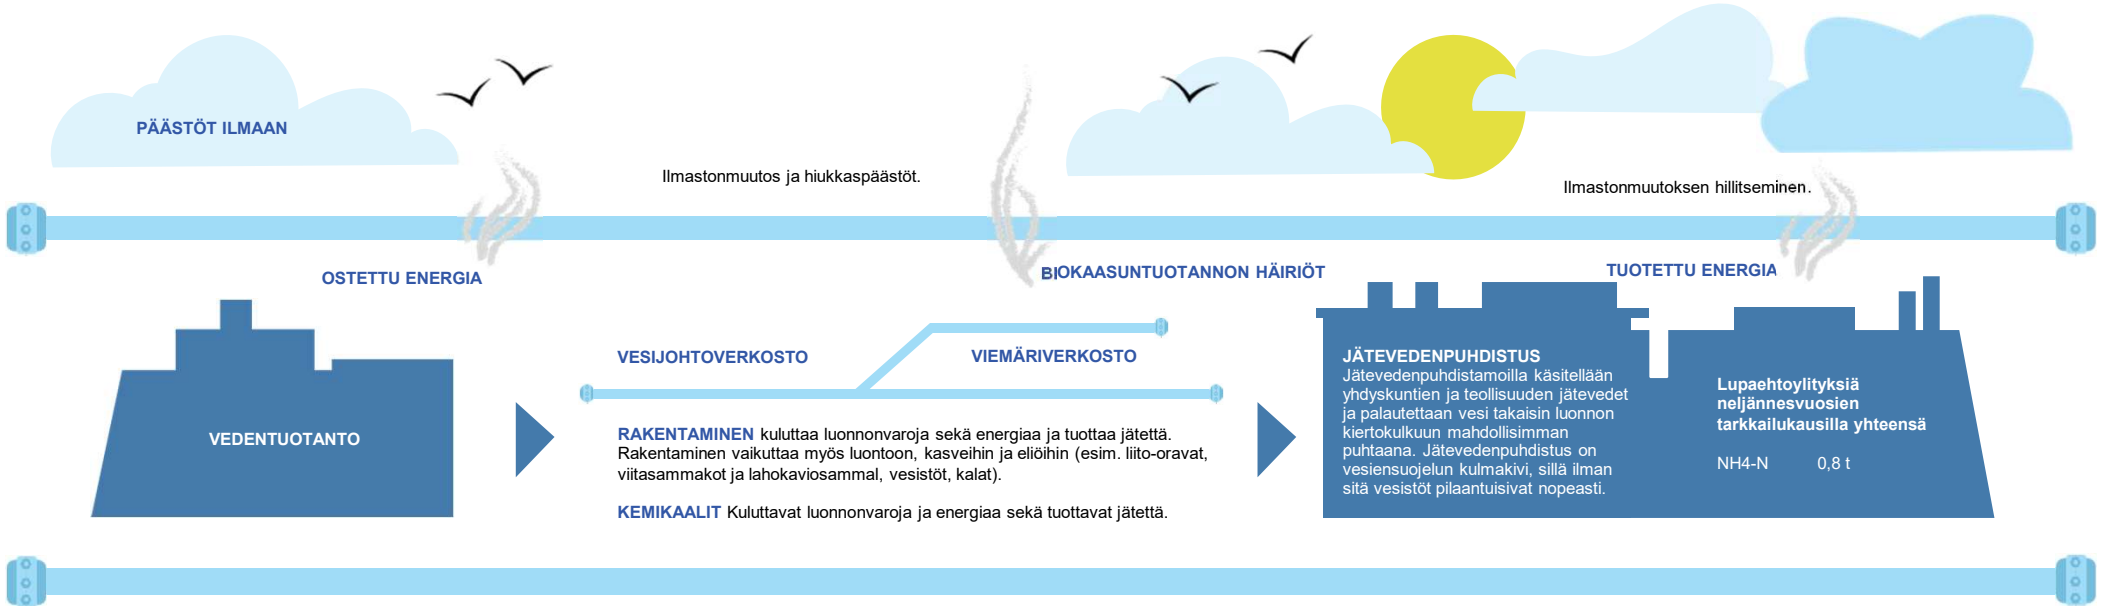 PÄÄSTÖT ILMAAN
Ilmastonmuutos ja hiukkaspäästöt.
Ilmastonmuutoksen hillitseminen.
OSTETTU ENERGIA
BIOKAASUNTUOTANNON HÄIRIÖT
TUOTETTU ENERGIA
VEDENTUOTANTO
VESIJOHTOVERKOSTO
VIEMÄRIVERKOSTO
RAKENTAMINEN kuluttaa luonnonvaroja sekä energiaa ja tuottaa jätettä.
Rakentaminen vaikuttaa myös luontoon, kasveihin ja eliöihin (esim. liito-oravat,
viitasammakot ja lahokaviosammal, vesistöt, kalat).
KEMIKAALIT Kuluttavat luonnonvaroja ja energiaa sekä tuottavat jätettä.
JÄTEVEDENPUHDISTUS
Jätevedenpuhdistamoilla käsitellään
yhdyskuntien ja teollisuuden jätevedet
ja palautettaan vesi takaisin luonnon
kiertokulkuun mahdollisimman
puhtaana. Jätevedenpuhdistus on
vesiensuojelun kulmakivi, sillä ilman
sitä vesistöt pilaantuisivat nopeasti.
Lupaehtoylityksiä
neljännesvuosien
tarkkailukausilla yhteensä
NH4-N 0,8 t